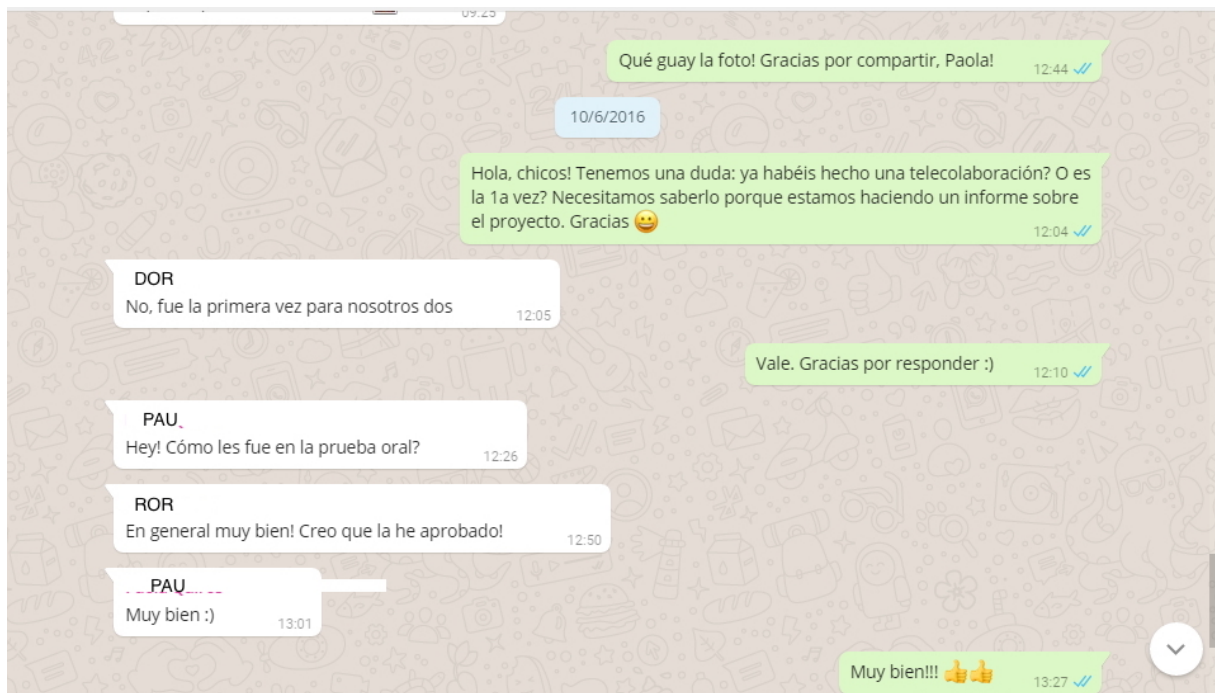 09:25
Qué guay la foto! Gracias por compartir, Paola! 12:44
10/6/2016
Hola, chicos! Tenemos una duda: ya habéis hecho una telecolaboración? O es
la 1a vez? Necesitamos saberlo porque estamos haciendo un informe sobre
el proyecto. Gracias 😀
12:04
DOR
No, fue la primera vez para nosotros dos 12:05
Vale. Gracias por responder :) 12:10
PAU
Hey! Cómo les fue en la prueba oral? 12:26
ROR
En general muy bien! Creo que la he aprobado! 12:50
PAU
Muy bien :) 13:01
Muy bien!!! 👍👍 13:27